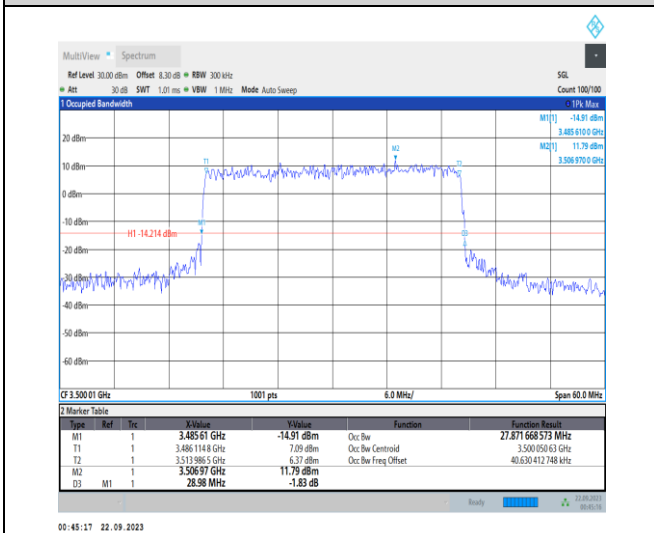 MultiView Spectrum
Ref Level 30.00 dBm Offset 8.30 dB RBW 300 kHz SGL
Att 30 dB SWT 1.01 ms VBW 1 MHz Mode Auto Sweep Count 100/100
1 Occupied Bandwidth 1Pk Max
M1[1] -14.91 dBm
3.485 610 0 GHz
M2[1] 11.79 dBm
3.506 970 0 GHz
20 dBm
M2
T1
T2
10 dBm
0 dBm
-10 dBm
M1
H1 -14.214 dBm
D3
-30 dBm
-40 dBm
-50 dBm
-60 dBm
CF 3.500 01 GHz 1001 pts 6.0 MHz/ Span 60.0 MHz
2 Marker Table
Type Ref Trc X-Value Y-Value Function Function Result
M1 1 3.485 61 GHz -14.91 dBm Occ Bw 27.871 668 573 MHz
T1 1 3.486 114 8 GHz 7.09 dBm Occ Bw Centroid 3.500 050 63 GHz
T2 1 3.513 986 5 GHz 6.37 dBm Occ Bw Freq Offset 40.630 412 748 kHz
M2 1 3.506 97 GHz 11.79 dBm
D3 M1 1 28.98 MHz -1.83 dB
Ready 22.09.2023
00:45:16
00:45:17 22.09.2023